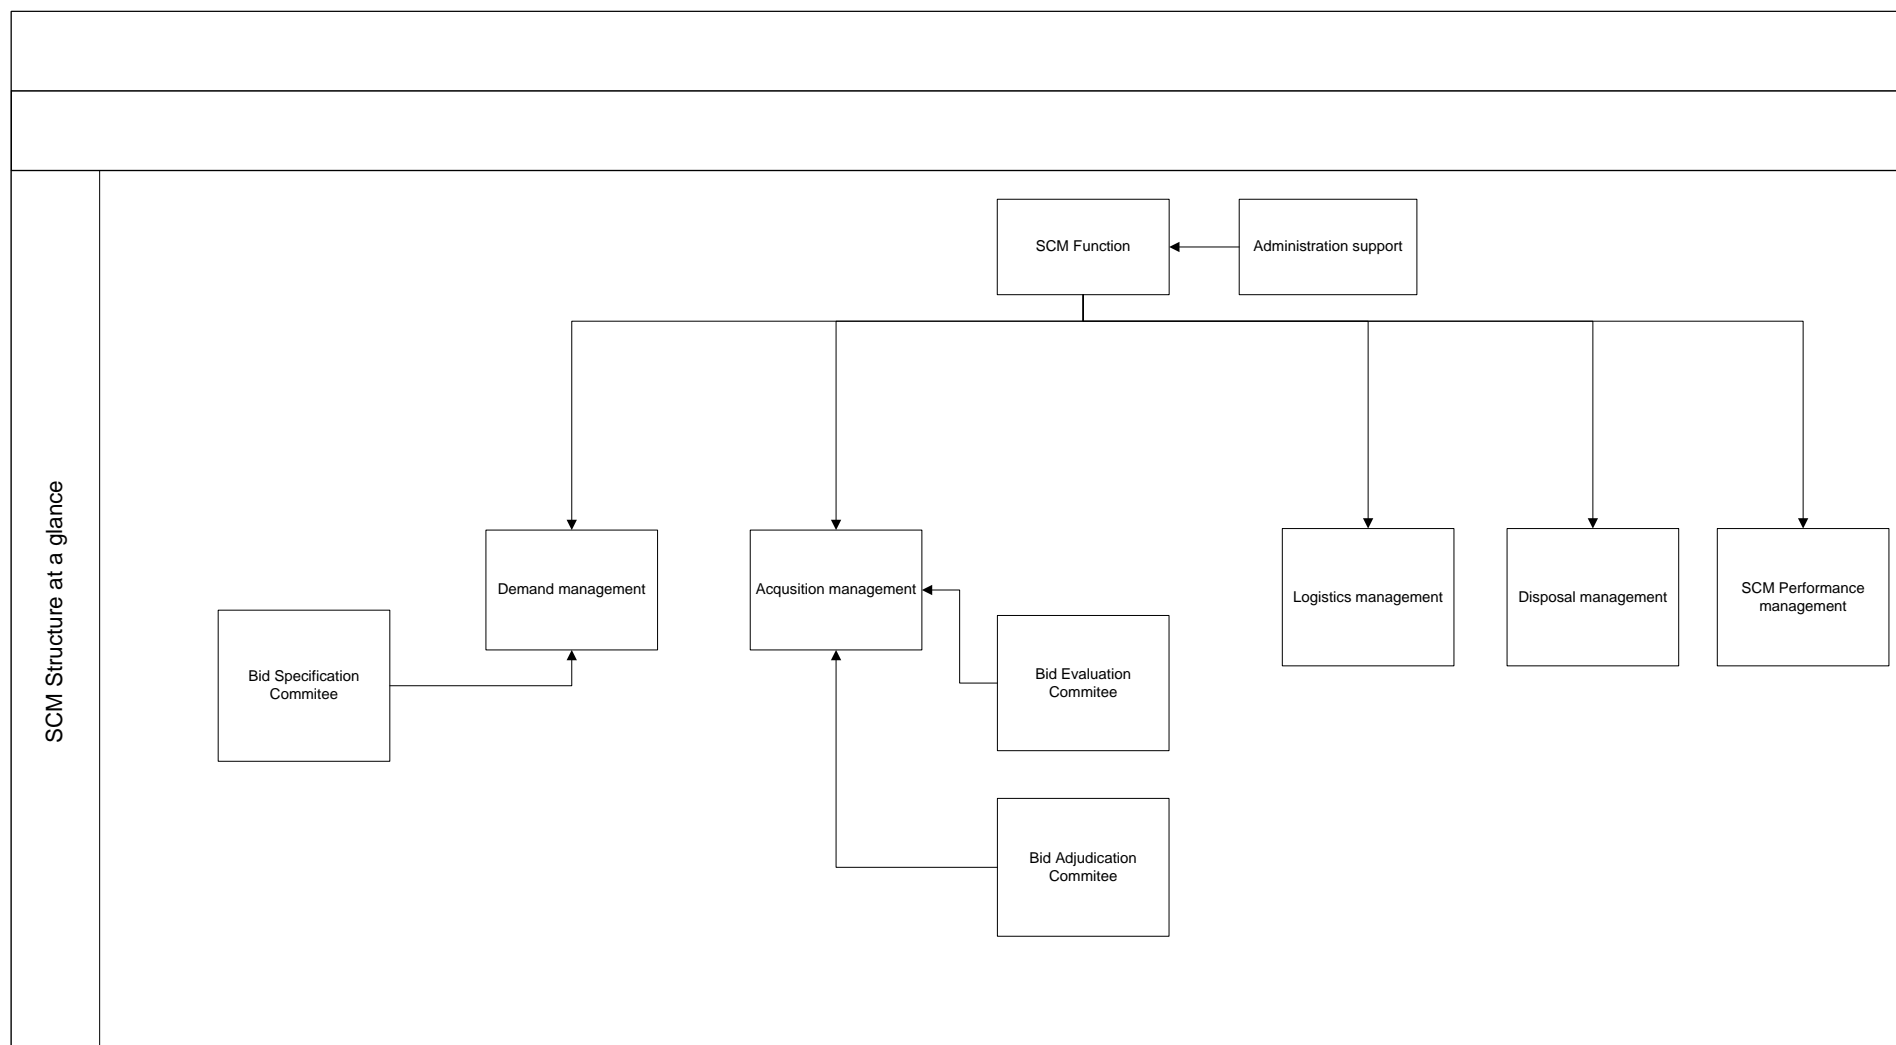 SCM Structure at a glance
SCM Function
Administration support
Demand management
Acqusition management
Logistics management
Disposal management
SCM Performance
management
Bid Specification
Commitee
Bid Evaluation
Commitee
Bid Adjudication
Commitee